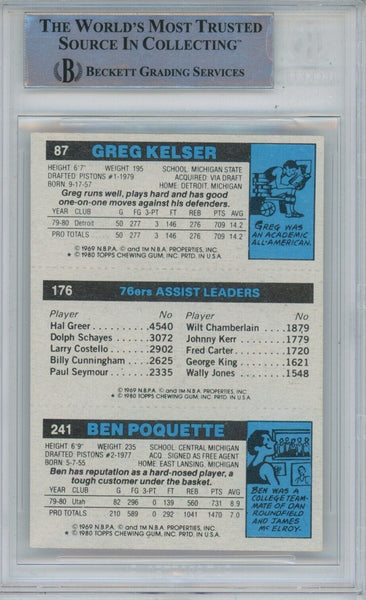 THE WORLD'S MOST TRUSTED
SOURCE IN COLLECTING™
B BECKETT GRADING SERVICES
87 GREG KELSER
HEIGHT: 6'7" WEIGHT: 195 SCHOOL: MICHIGAN STATE
DRAFTED PISTONS #1-1979 ACQUIRED VIA DRAFT
BORN: 9-17-57 HOME: DETROIT, MICHIGAN
Greg runs well, plays hard and has good
one-on-one moves against his defenders.
YEAR CLUB G FG 3-PT FT REB PTS AVG
79-80 Detroit 50 277 3 146 276 709 14.2
PRO TOTALS 50 277 3 146 276 709 14.2
© 1969 N.B.P.A. © and TM N.B.A. PROPERTIES, INC.
* © 1980 TOPPS CHEWING GUM, INC. PRTD. IN U.S.A.
GREG WAS
AN ACADEMIC
ALL-AMERICAN.
176 76ers ASSIST LEADERS
Player No Player No
Hal Greer—4540 Wilt Chamberlain—1879
Dolph Schayes—3072 Johnny Kerr—1779
Larry Costello—2902 Fred Carter—1720
Billy Cunningham—2625 George King—1621
Paul Seymour—2335 Wally Jones—1548
© 1969 N.B.P.A. © and TM N.B.A. PROPERTIES, INC.
* © 1980 TOPPS CHEWING GUM, INC. PRTD. IN U.S.A.
241 BEN POQUETTE
HEIGHT: 6'9" WEIGHT: 235 SCHOOL: CENTRAL MICHIGAN
DRAFTED PISTONS #2-1977 ACQ: SIGNED AS FREE AGENT
BORN: 5-7-55 HOME: EAST LANSING, MICHIGAN
Ben has reputation as a hard-nosed player, a
tough customer under the basket.
YEAR CLUB G FG 3-PT FT REB PTS AVG
79-80 Utah 82 296 0 139 560 731 8.9
PRO TOTALS 210 589 0 292 1041 1470 7.0
© 1969 N.B.P.A. © and TM N.B.A. PROPERTIES, INC.
* © 1980 TOPPS CHEWING GUM, INC. PRTD. IN U.S.A.
BEN WAS A
COLLEGE TEAM-
MATE OF DAN
ROUNDFIELD
AND JAMES
McELROY.